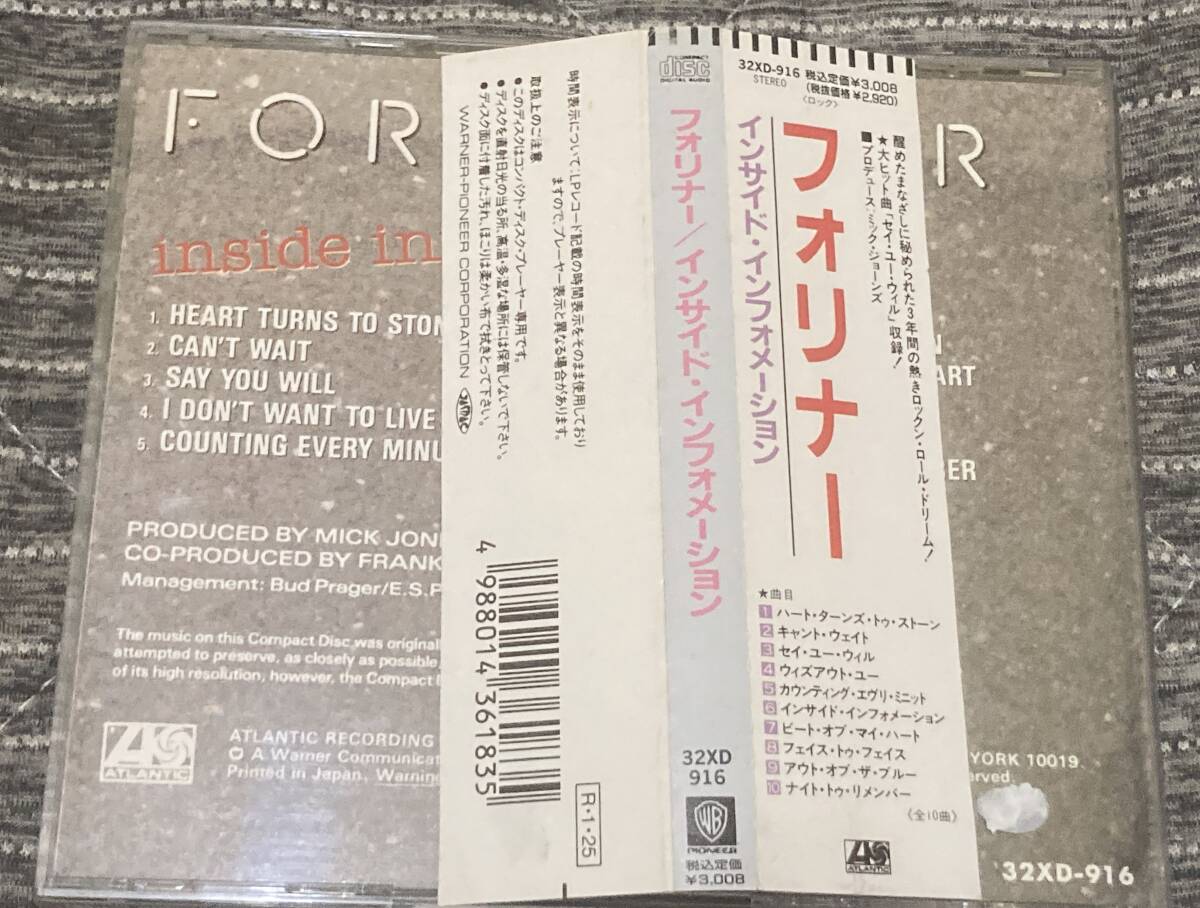 FOR
R
inside in
1. HEART TURNS TO STON
2. CAN'T WAIT
3. SAY YOU WILL
4. I DON'T WANT TO LIVE
5. COUNTING EVERY MINU
N
ART
BER
PRODUCED BY MICK JON
CO-PRODUCED BY FRANK
Management: Bud Prager/E.S.P
The music on this Compact Disc was original
attempted to preserve, as closely as possible,
of its high resolution, however, the Compact
ATLANTIC
ATLANTIC RECORDING
A Warner Communicat
Printed in Japan, Warning
YORK 10019.
erved.
32XD-916
時間表示について:LPレコード記載の時間表示をそのまま使用しており
ますので、プレーヤー表示と異なる場合があります。
取扱上のご注意
●このディスクはコンパクト・ディスク・プレーヤー専用です。
●ディスクを直射日光の当る所、高温・多湿な場所には保管しないで下さい。
●ディスク面に付着した汚れ、ほこりは柔かい布で拭きとって下さい。
WARNER-PIONEER CORPORATION
4 988014 361835
R・1・25
COMPACT
disc
DIGITAL AUDIO
フォリナー/インサイド・インフォメーション
32XD
916
WB
PIONEER
税込定価
¥3,008
32XD-916 税込定価¥3,008
STEREO (税抜価格¥2,920)
〈ロック〉
醒めたまなざしに秘められた3年間の熱きロックン・ロール・ドリーム!
★大ヒット曲「セイ・ユー・ウィル」収録!
■プロデュース:ミック・ジョーンズ
フォリナー
インサイド・インフォメーション
★曲目
1 ハート・ターンズ・トゥ・ストーン
2 キャント・ウェイト
3 セイ・ユー・ウィル
4 ウィズアウト・ユー
5 カウンティング・エヴリ・ミニット
6 インサイド・インフォメーション
7 ビート・オブ・マイ・ハート
8 フェイス・トゥ・フェイス
9 アウト・オブ・ザ・ブルー
10 ナイト・トゥ・リメンバー
〈全10曲〉
ATLANTIC